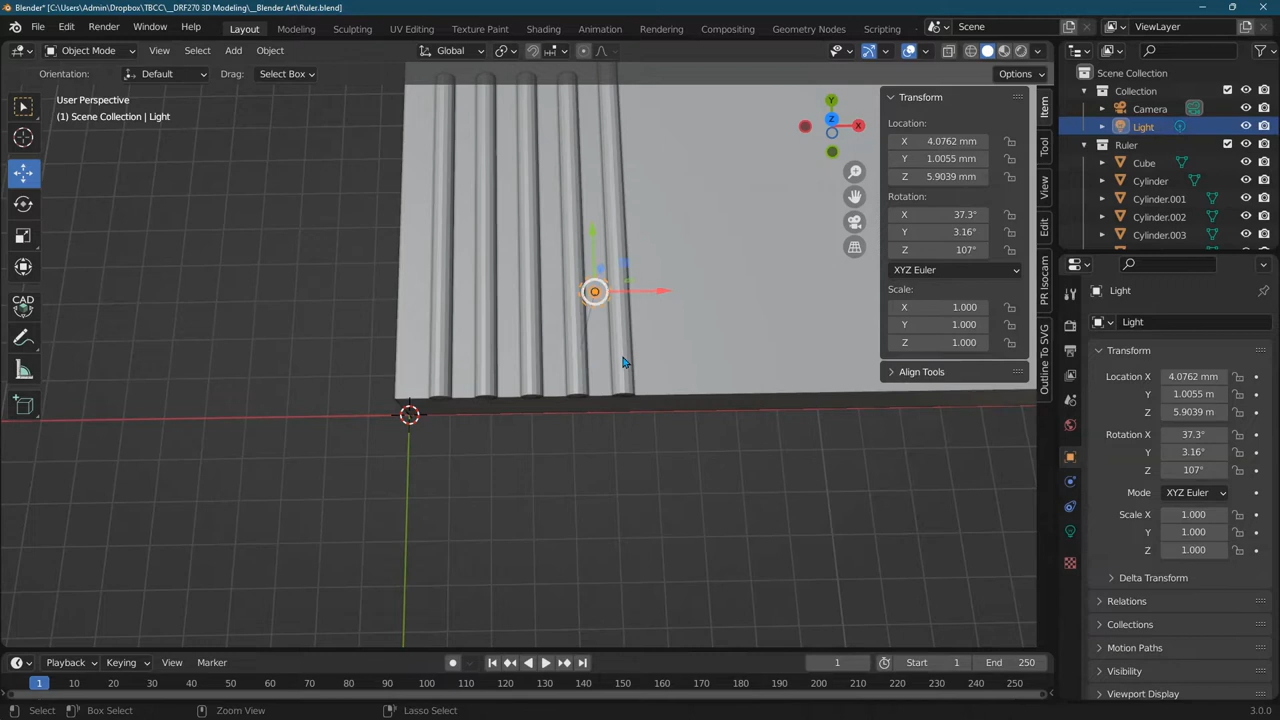 Blender* [C:\Users\Admin\Dropbox\TBCC\__DRF270 3D Modeling\__Blender Art\Ruler.blend]
File Edit Render Window Help Layout Modeling Sculpting UV Editing Texture Paint Shading Animation Rendering Compositing Geometry Nodes Scripting Scene ViewLayer
Object Mode View Select Add Object Global
Orientation: Default Drag: Select Box Options
User Perspective
(1) Scene Collection | Light
CAD
Y
Z
X
Transform
Location:
X 4.0762 mm
Y 1.0055 mm
Z 5.9039 mm
Rotation:
X 37.3°
Y 3.16°
Z 107°
XYZ Euler
Scale:
X 1.000
Y 1.000
Z 1.000
Align Tools
Item
Tool
View
Edit
PR Isocam
Outline To SVG
Scene Collection
Collection
Camera
Light
Ruler
Cube
Cylinder
Cylinder.001
Cylinder.002
Cylinder.003
Light
Light
Transform
Location X 4.0762 mm
Y 1.0055 m
Z 5.9039 m
Rotation X 37.3°
Y 3.16°
Z 107°
Mode XYZ Euler
Scale X 1.000
Y 1.000
Z 1.000
Delta Transform
Relations
Collections
Motion Paths
Visibility
Viewport Display
Playback Keying View Marker 1 Start 1 End 250
1 10 20 30 40 50 60 70 80 90 100 110 120 130 140 150 160 170 180 190 200 210 220 230 240 250
Select Box Select Zoom View Lasso Select 3.0.0